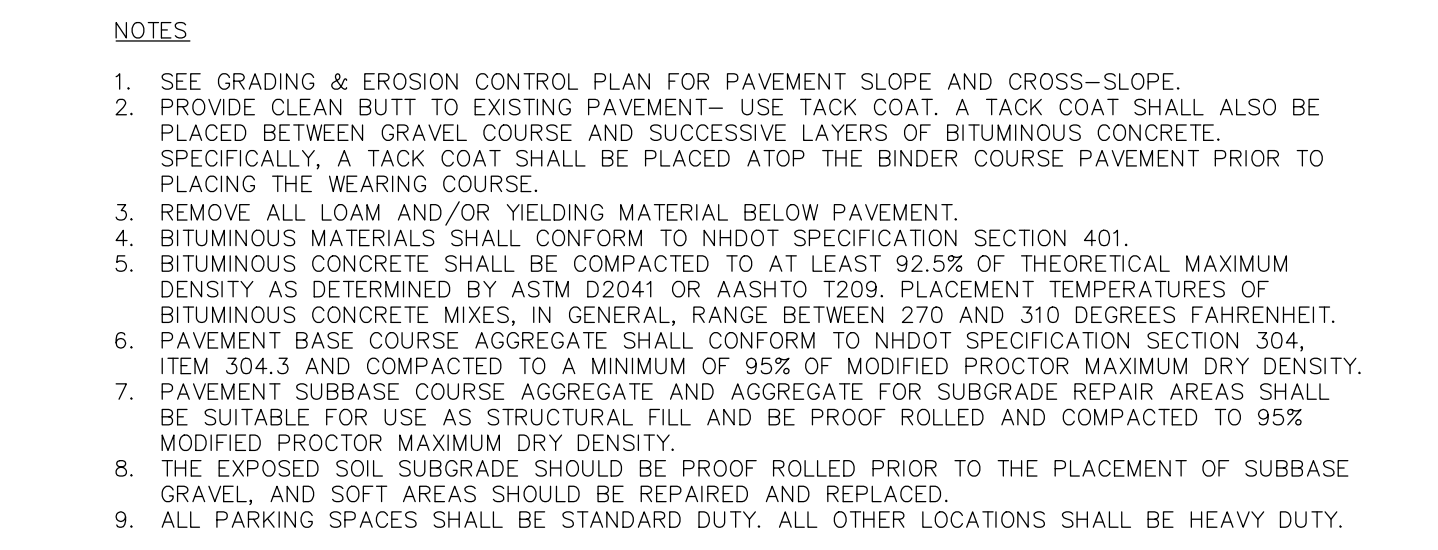 NOTES
1. SEE GRADING & EROSION CONTROL PLAN FOR PAVEMENT SLOPE AND CROSS-SLOPE.
2. PROVIDE CLEAN BUTT TO EXISTING PAVEMENT- USE TACK COAT. A TACK COAT SHALL ALSO BE
PLACED BETWEEN GRAVEL COURSE AND SUCCESSIVE LAYERS OF BITUMINOUS CONCRETE.
SPECIFICALLY, A TACK COAT SHALL BE PLACED ATOP THE BINDER COURSE PAVEMENT PRIOR TO
PLACING THE WEARING COURSE.
3. REMOVE ALL LOAM AND/OR YIELDING MATERIAL BELOW PAVEMENT.
4. BITUMINOUS MATERIALS SHALL CONFORM TO NHDOT SPECIFICATION SECTION 401.
5. BITUMINOUS CONCRETE SHALL BE COMPACTED TO AT LEAST 92.5% OF THEORETICAL MAXIMUM
DENSITY AS DETERMINED BY ASTM D2041 OR AASHTO T209. PLACEMENT TEMPERATURES OF
BITUMINOUS CONCRETE MIXES, IN GENERAL, RANGE BETWEEN 270 AND 310 DEGREES FAHRENHEIT.
6. PAVEMENT BASE COURSE AGGREGATE SHALL CONFORM TO NHDOT SPECIFICATION SECTION 304,
ITEM 304.3 AND COMPACTED TO A MINIMUM OF 95% OF MODIFIED PROCTOR MAXIMUM DRY DENSITY.
7. PAVEMENT SUBBASE COURSE AGGREGATE AND AGGREGATE FOR SUBGRADE REPAIR AREAS SHALL
BE SUITABLE FOR USE AS STRUCTURAL FILL AND BE PROOF ROLLED AND COMPACTED TO 95%
MODIFIED PROCTOR MAXIMUM DRY DENSITY.
8. THE EXPOSED SOIL SUBGRADE SHOULD BE PROOF ROLLED PRIOR TO THE PLACEMENT OF SUBBASE
GRAVEL, AND SOFT AREAS SHOULD BE REPAIRED AND REPLACED.
9. ALL PARKING SPACES SHALL BE STANDARD DUTY. ALL OTHER LOCATIONS SHALL BE HEAVY DUTY.